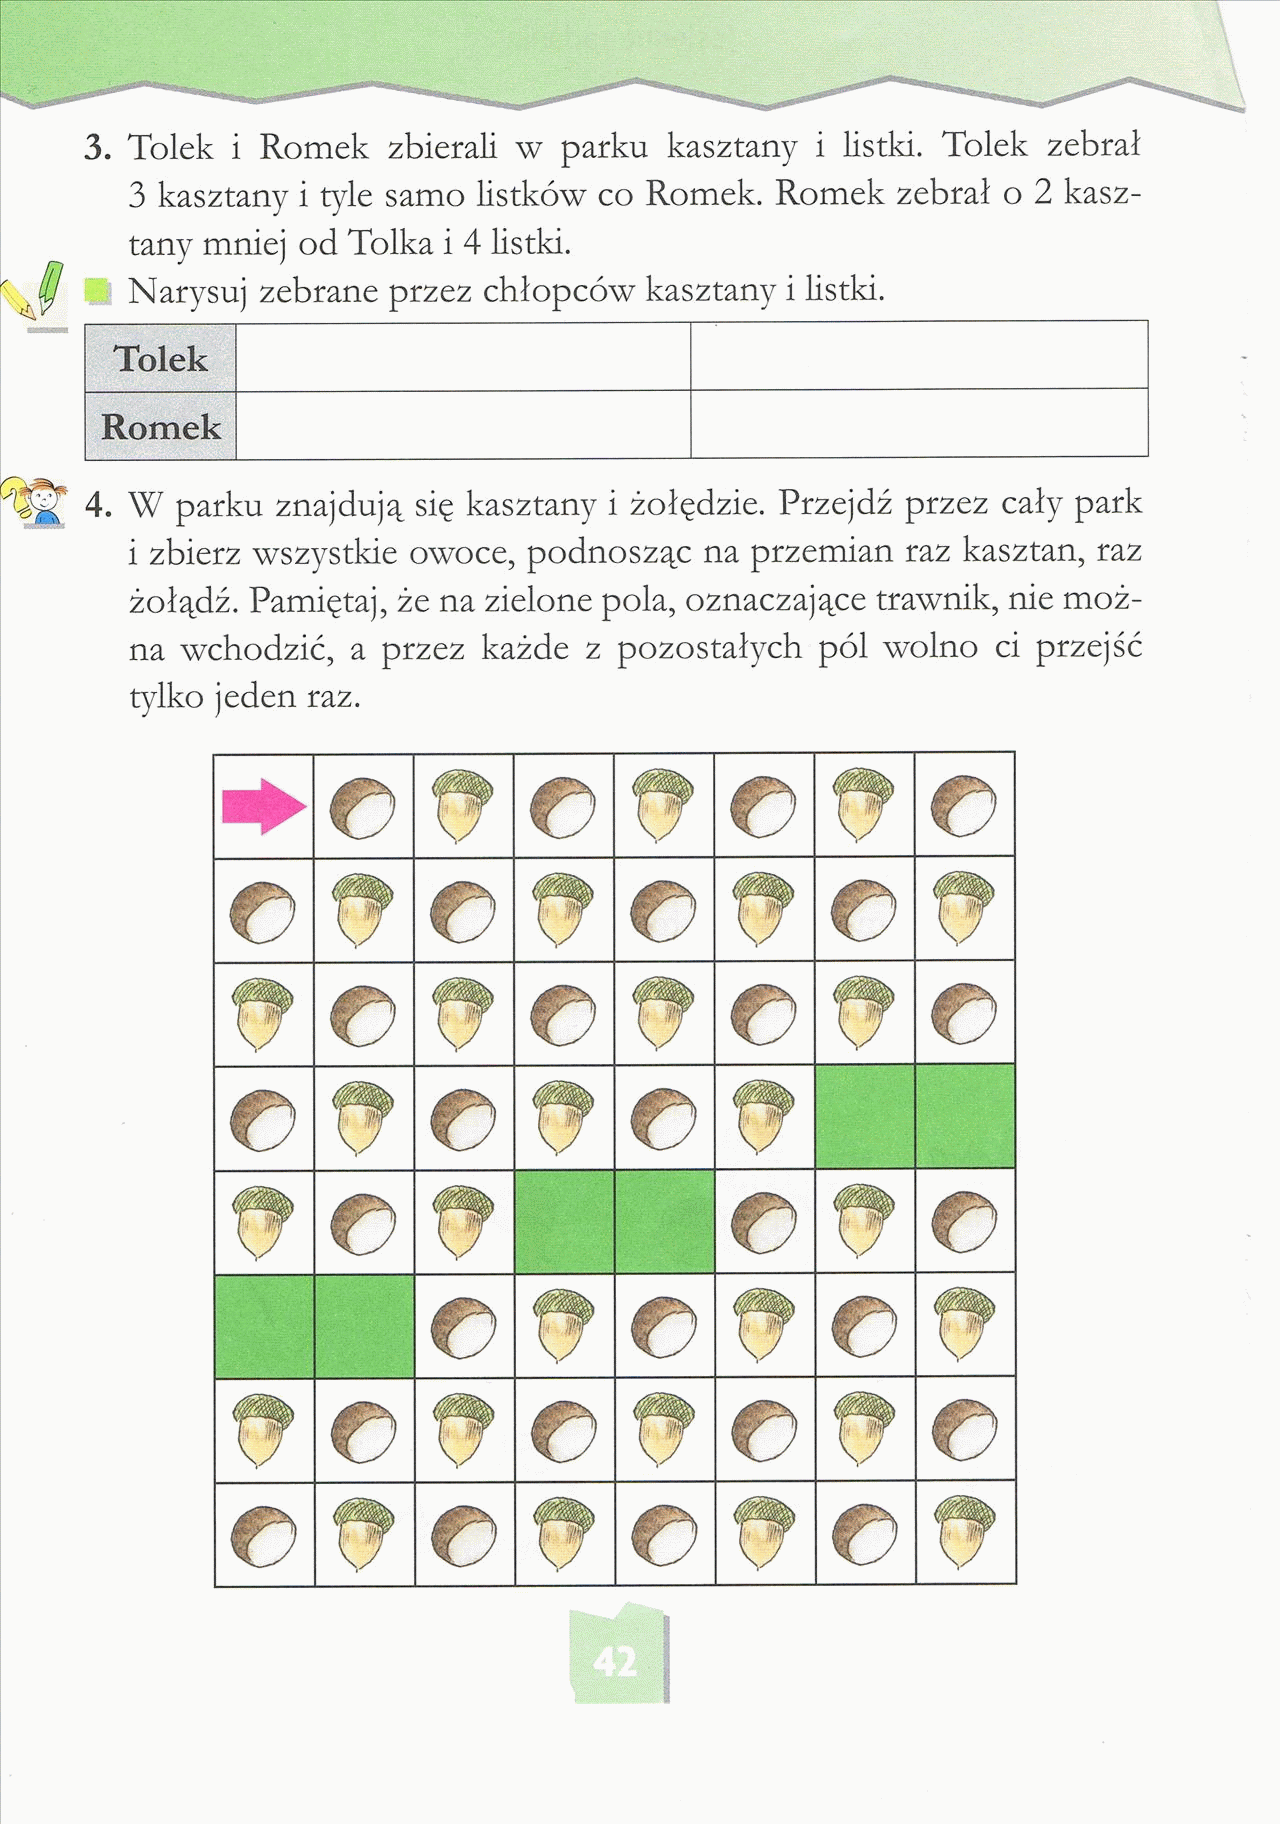 3. Tolek i Romek zbierali w parku kasztany i listki. Tolek zebrał
3 kasztany i tyle samo listków co Romek. Romek zebrał o 2 kasz-
tany mniej od Tolka i 4 listki.
Narysuj zebrane przez chłopców kasztany i listki.
Tolek
Romek
4. W parku znajdują się kasztany i żołędzie. Przejdź przez cały park
i zbierz wszystkie owoce, podnosząc na przemian raz kasztan, raz
żołądź. Pamiętaj, że na zielone pola, oznaczające trawnik, nie moż-
na wchodzić, a przez każde z pozostałych pól wolno ci przejść
tylko jeden raz.
42